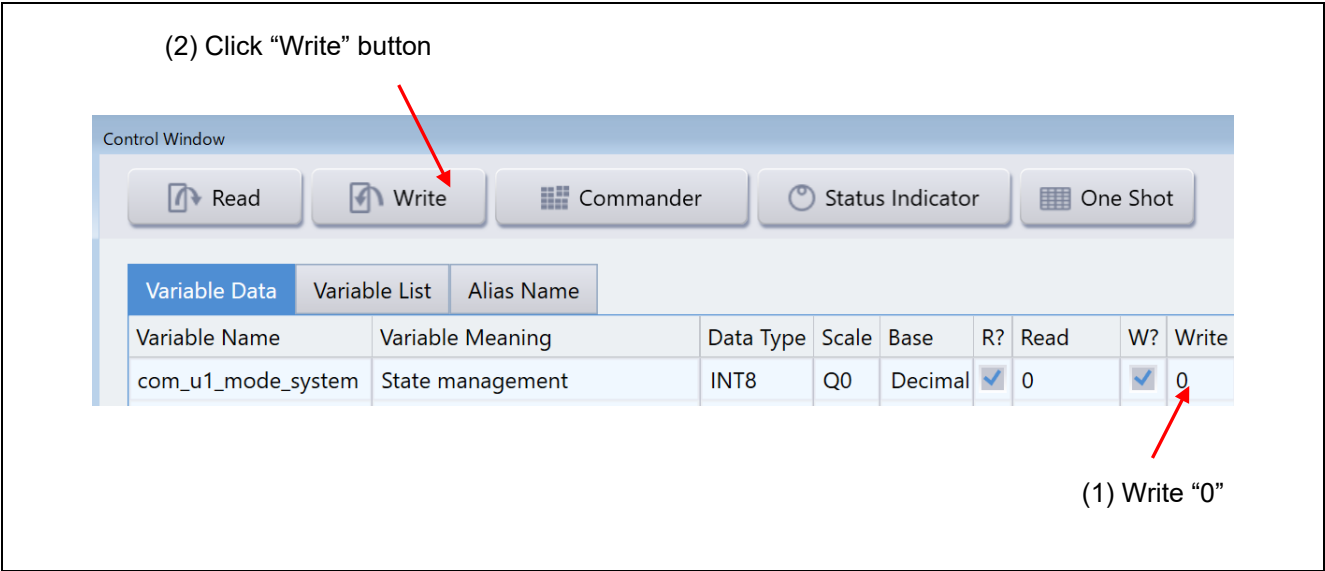 (2) Click “Write” button
Control Window
Read Write Commander Status Indicator One Shot
Variable Data Variable List Alias Name
Variable Name Variable Meaning Data Type Scale Base R? Read W? Write
com_u1_mode_system State management INT8 Q0 Decimal 0 0
(1) Write “0”